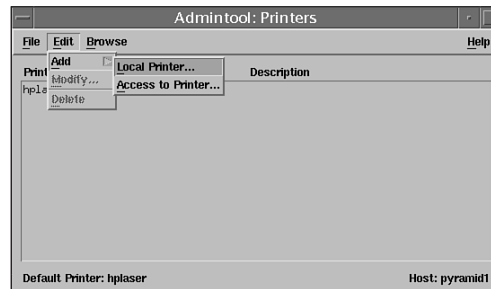 Admintool: Printers
File Edit Browse Help
Add
Local Printer...
Description
Modify...
Access to Printer...
Delete
Default Printer: hplaser Host: pyramid1